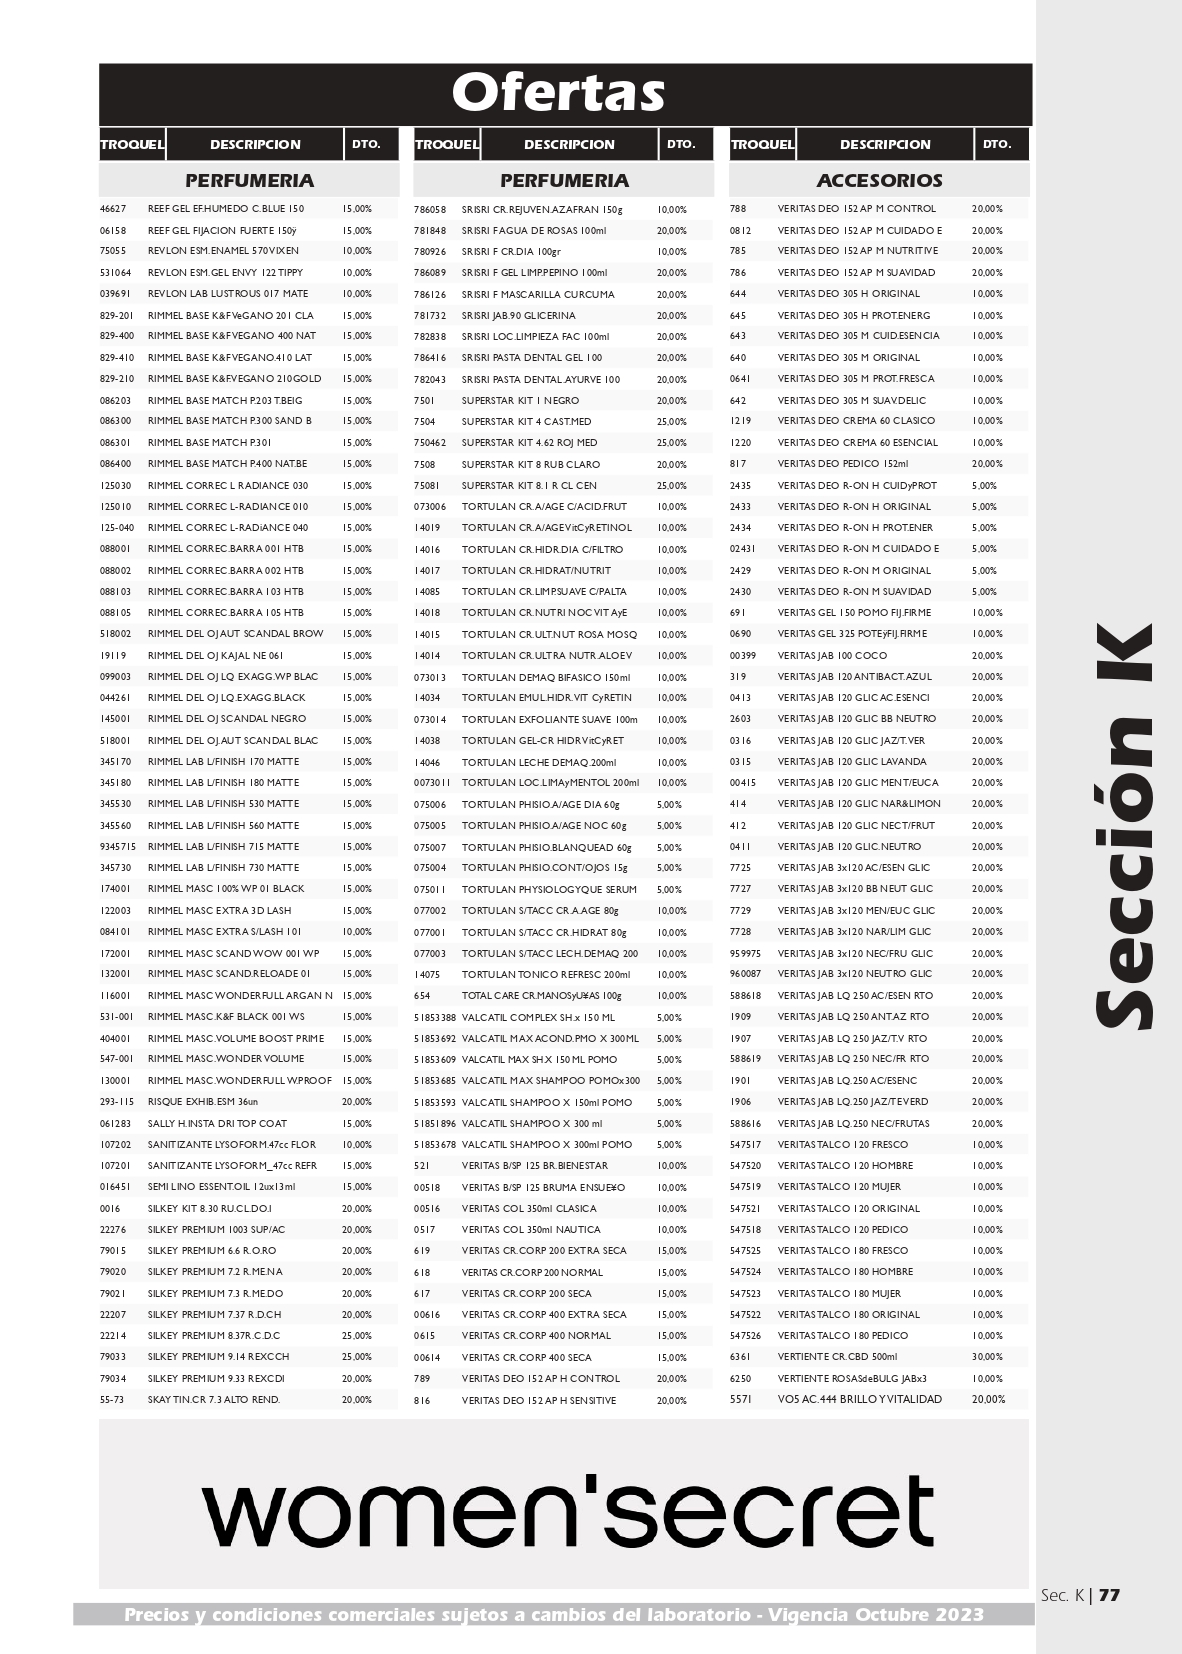 Ofertas
TROQUEL DESCRIPCION DTO.
PERFUMERIA
46627 REEF GEL EF.HUMEDO C.BLUE 150 15,00%
06158 REEF GEL FIJACION FUERTE 150ÿ 15,00%
75055 REVLON ESM.ENAMEL 570VIXEN 10,00%
531064 REVLON ESM.GEL ENVY 122 TIPPY 10,00%
039691 REVLON LAB LUSTROUS 017 MATE 10,00%
829-201 RIMMEL BASE K&F VeGANO 201 CLA 15,00%
829-400 RIMMEL BASE K&F VEGANO 400 NAT 15,00%
829-410 RIMMEL BASE K&F VEGANO.410 LAT 15,00%
829-210 RIMMEL BASE K&F.VEGANO 210GOLD 15,00%
086203 RIMMEL BASE MATCH P.203 T.BEIG 15,00%
086300 RIMMEL BASE MATCH P.300 SAND B 15,00%
086301 RIMMEL BASE MATCH P.301 15,00%
086400 RIMMEL BASE MATCH P.400 NAT.BE 15,00%
125030 RIMMEL CORREC L RADIANCE 030 15,00%
125010 RIMMEL CORREC L-RADIANCE 010 15,00%
125-040 RIMMEL CORREC L-RADiANCE 040 15,00%
088001 RIMMEL CORREC.BARRA 001 HTB 15,00%
088002 RIMMEL CORREC.BARRA 002 HTB 15,00%
088103 RIMMEL CORREC.BARRA 103 HTB 15,00%
088105 RIMMEL CORREC.BARRA 105 HTB 15,00%
518002 RIMMEL DEL OJ AUT SCANDAL BROW 15,00%
19119 RIMMEL DEL OJ KAJAL NE 061 15,00%
099003 RIMMEL DEL OJ LQ EXAGG.WP BLAC 15,00%
044261 RIMMEL DEL OJ LQ.EXAGG.BLACK 15,00%
145001 RIMMEL DEL OJ SCANDAL NEGRO 15,00%
518001 RIMMEL DEL OJ.AUT SCANDAL BLAC 15,00%
345170 RIMMEL LAB L/FINISH 170 MATTE 15,00%
345180 RIMMEL LAB L/FINISH 180 MATTE 15,00%
345530 RIMMEL LAB L/FINISH 530 MATTE 15,00%
345560 RIMMEL LAB L/FINISH 560 MATTE 15,00%
9345715 RIMMEL LAB L/FINISH 715 MATTE 15,00%
345730 RIMMEL LAB L/FINISH 730 MATTE 15,00%
174001 RIMMEL MASC 100% WP 01 BLACK 15,00%
122003 RIMMEL MASC EXTRA 3D LASH 15,00%
084101 RIMMEL MASC EXTRA S/LASH 101 10,00%
172001 RIMMEL MASC SCAND WOW 001 WP 15,00%
132001 RIMMEL MASC SCAND.RELOADE 01 15,00%
116001 RIMMEL MASC WONDERFULL ARGAN N 15,00%
531-001 RIMMEL MASC.K&F BLACK 001 WS 15,00%
404001 RIMMEL MASC.VOLUME BOOST PRIME 15,00%
547-001 RIMMEL MASC.WONDER VOLUME 15,00%
130001 RIMMEL MASC.WONDERFULL W.PROOF 15,00%
293-115 RISQUE EXHIB.ESM 36un 20,00%
061283 SALLY H.INSTA DRI TOP COAT 15,00%
107202 SANITIZANTE LYSOFORM.47cc FLOR 10,00%
107201 SANITIZANTE LYSOFORM_47cc REFR 15,00%
016451 SEMI LINO ESSENT.OIL 12ux13ml 15,00%
0016 SILKEY KIT 8.30 RU.CL.DO.I 20,00%
22276 SILKEY PREMIUM 1003 SUP/AC 20,00%
79015 SILKEY PREMIUM 6.6 R.O.RO 20,00%
79020 SILKEY PREMIUM 7.2 R.ME.NA 20,00%
79021 SILKEY PREMIUM 7.3 R.ME.DO 20,00%
22207 SILKEY PREMIUM 7.37 R.D.CH 20,00%
22214 SILKEY PREMIUM 8.37R.C.D.C 25,00%
79033 SILKEY PREMIUM 9.14 REXCCH 25,00%
79034 SILKEY PREMIUM 9.33 REXCDI 20,00%
55-73 SKAY TIN.CR 7.3 ALTO REND. 20,00%
TROQUEL DESCRIPCION DTO.
PERFUMERIA
786058 SRISRI CR.REJUVEN.AZAFRAN 150g 10,00%
781848 SRISRI F AGUA DE ROSAS 100ml 20,00%
780926 SRISRI F CR.DIA 100gr 10,00%
786089 SRISRI F GEL LIMP.PEPINO 100ml 20,00%
786126 SRISRI F MASCARILLA CURCUMA 20,00%
781732 SRISRI JAB.90 GLICERINA 20,00%
782838 SRISRI LOC.LIMPIEZA FAC 100ml 20,00%
786416 SRISRI PASTA DENTAL GEL 100 20,00%
782043 SRISRI PASTA DENTAL.AYURVE 100 20,00%
7501 SUPERSTAR KIT 1 NEGRO 20,00%
7504 SUPERSTAR KIT 4 CAST.MED 25,00%
750462 SUPERSTAR KIT 4.62 ROJ MED 25,00%
7508 SUPERSTAR KIT 8 RUB CLARO 20,00%
75081 SUPERSTAR KIT 8.1 R CL CEN 25,00%
073006 TORTULAN CR.A/AGE C/ACID.FRUT 10,00%
14019 TORTULAN CR.A/AGEVitCyRETINOL 10,00%
14016 TORTULAN CR.HIDR.DIA C/FILTRO 10,00%
14017 TORTULAN CR.HIDRAT/NUTRIT 10,00%
14085 TORTULAN CR.LIMP.SUAVE C/PALTA 10,00%
14018 TORTULAN CR.NUTRI NOC VIT AyE 10,00%
14015 TORTULAN CR.ULT.NUT ROSA MOSQ 10,00%
14014 TORTULAN CR.ULTRA NUTR.ALOEV 10,00%
073013 TORTULAN DEMAQ BIFASICO 150ml 10,00%
14034 TORTULAN EMUL.HIDR.VIT CyRETIN 10,00%
073014 TORTULAN EXFOLIANTE SUAVE 100m 10,00%
14038 TORTULAN GEL-CR HIDRVitCyRET 10,00%
14046 TORTULAN LECHE DEMAQ.200ml 10,00%
0073011 TORTULAN LOC.LIMAyMENTOL 200ml 10,00%
075006 TORTULAN PHISIO.A/AGE DIA 60g 5,00%
075005 TORTULAN PHISIO.A/AGE NOC 60g 5,00%
075007 TORTULAN PHISIO.BLANQUEAD 60g 5,00%
075004 TORTULAN PHISIO.CONT/OJOS 15g 5,00%
075011 TORTULAN PHYSIOLOGYQUE SERUM 5,00%
077002 TORTULAN S/TACC CR.A.AGE 80g 10,00%
077001 TORTULAN S/TACC CR.HIDRAT 80g 10,00%
077003 TORTULAN S/TACC LECH.DEMAQ 200 10,00%
14075 TORTULAN TONICO REFRESC 200ml 10,00%
654 TOTAL CARE CR.MANOSyU¥AS 100g 10,00%
51853388 VALCATIL COMPLEX SH.x 150 ML 5,00%
51853692 VALCATIL MAX ACOND.PMO X 300ML 5,00%
51853609 VALCATIL MAX SH.X 150 ML POMO 5,00%
51853685 VALCATIL MAX SHAMPOO POMOx300 5,00%
51853593 VALCATIL SHAMPOO X 150ml POMO 5,00%
51851896 VALCATIL SHAMPOO X 300 ml 5,00%
51853678 VALCATIL SHAMPOO X 300ml POMO 5,00%
521 VERITAS B/SP 125 BR.BIENESTAR 10,00%
00518 VERITAS B/SP 125 BRUMA ENSUE¥O 10,00%
00516 VERITAS COL 350ml CLASICA 10,00%
0517 VERITAS COL 350ml NAUTICA 10,00%
619 VERITAS CR.CORP 200 EXTRA SECA 15,00%
618 VERITAS CR.CORP 200 NORMAL 15,00%
617 VERITAS CR.CORP 200 SECA 15,00%
00616 VERITAS CR.CORP 400 EXTRA SECA 15,00%
0615 VERITAS CR.CORP 400 NORMAL 15,00%
00614 VERITAS CR.CORP 400 SECA 15,00%
789 VERITAS DEO 152 AP H CONTROL 20,00%
816 VERITAS DEO 152 AP H SENSITIVE 20,00%
TROQUEL DESCRIPCION DTO.
ACCESORIOS
788 VERITAS DEO 152 AP M CONTROL 20,00%
0812 VERITAS DEO 152 AP M CUIDADO E 20,00%
785 VERITAS DEO 152 AP M NUTRITIVE 20,00%
786 VERITAS DEO 152 AP M SUAVIDAD 20,00%
644 VERITAS DEO 305 H ORIGINAL 10,00%
645 VERITAS DEO 305 H PROT.ENERG 10,00%
643 VERITAS DEO 305 M CUID.ESENCIA 10,00%
640 VERITAS DEO 305 M ORIGINAL 10,00%
0641 VERITAS DEO 305 M PROT.FRESCA 10,00%
642 VERITAS DEO 305 M SUAV.DELIC 10,00%
1219 VERITAS DEO CREMA 60 CLASICO 10,00%
1220 VERITAS DEO CREMA 60 ESENCIAL 10,00%
817 VERITAS DEO PEDICO 152ml 20,00%
2435 VERITAS DEO R-ON H CUIDyPROT 5,00%
2433 VERITAS DEO R-ON H ORIGINAL 5,00%
2434 VERITAS DEO R-ON H PROT.ENER 5,00%
02431 VERITAS DEO R-ON M CUIDADO E 5,00%
2429 VERITAS DEO R-ON M ORIGINAL 5,00%
2430 VERITAS DEO R-ON M SUAVIDAD 5,00%
691 VERITAS GEL 150 POMO FIJ.FIRME 10,00%
0690 VERITAS GEL 325 POTEÿFIJ.FIRME 10,00%
00399 VERITAS JAB 100 COCO 20,00%
319 VERITAS JAB 120 ANTIBACT.AZUL 20,00%
0413 VERITAS JAB 120 GLIC AC.ESENCI 20,00%
2603 VERITAS JAB 120 GLIC BB NEUTRO 20,00%
0316 VERITAS JAB 120 GLIC JAZ/T.VER 20,00%
0315 VERITAS JAB 120 GLIC LAVANDA 20,00%
00415 VERITAS JAB 120 GLIC MENT/EUCA 20,00%
414 VERITAS JAB 120 GLIC NAR&LIMON 20,00%
412 VERITAS JAB 120 GLIC NECT/FRUT 20,00%
0411 VERITAS JAB 120 GLIC.NEUTRO 20,00%
7725 VERITAS JAB 3x120 AC/ESEN GLIC 20,00%
7727 VERITAS JAB 3x120 BB NEUT GLIC 20,00%
7729 VERITAS JAB 3x120 MEN/EUC GLIC 20,00%
7728 VERITAS JAB 3x120 NAR/LIM GLIC 20,00%
959975 VERITAS JAB 3x120 NEC/FRU GLIC 20,00%
960087 VERITAS JAB 3x120 NEUTRO GLIC 20,00%
588618 VERITAS JAB LQ 250 AC/ESEN RTO 20,00%
1909 VERITAS JAB LQ 250 ANT.AZ RTO 20,00%
1907 VERITAS JAB LQ 250 JAZ/T.V RTO 20,00%
588619 VERITAS JAB LQ 250 NEC/FR RTO 20,00%
1901 VERITAS JAB LQ.250 AC/ESENC 20,00%
1906 VERITAS JAB LQ.250 JAZ/TEVERD 20,00%
588616 VERITAS JAB LQ.250 NEC/FRUTAS 20,00%
547517 VERITAS TALCO 120 FRESCO 10,00%
547520 VERITAS TALCO 120 HOMBRE 10,00%
547519 VERITAS TALCO 120 MUJER 10,00%
547521 VERITAS TALCO 120 ORIGINAL 10,00%
547518 VERITAS TALCO 120 PEDICO 10,00%
547525 VERITAS TALCO 180 FRESCO 10,00%
547524 VERITAS TALCO 180 HOMBRE 10,00%
547523 VERITAS TALCO 180 MUJER 10,00%
547522 VERITAS TALCO 180 ORIGINAL 10,00%
547526 VERITAS TALCO 180 PEDICO 10,00%
6361 VERTIENTE CR.CBD 500ml 30,00%
6250 VERTIENTE ROSASdeBULG JABx3 10,00%
5571 VO5 AC.444 BRILLO Y VITALIDAD 20,00%
women'secret
Precios y condiciones comerciales sujetos a cambios del laboratorio - Vigencia Octubre 2023
Sección K
Sec. K | 77